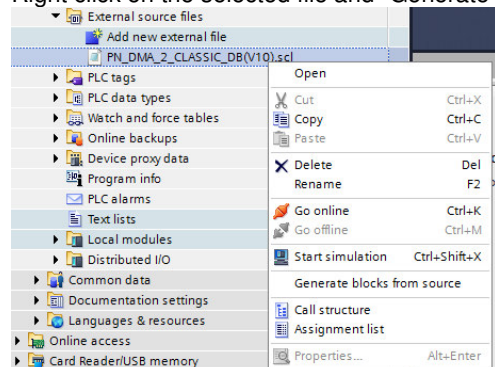 Right click on the selected file and "Generate
External source files
Add new external file
PN_DMA_2_CLASSIC_DB(V10).scl
PLC tags
PLC data types
Watch and force tables
Online backups
Device proxy data
Program info
PLC alarms
Text lists
Local modules
Distributed I/O
Common data
Documentation settings
Languages & resources
Online access
Card Reader/USB memory
Open
Cut Ctrl+X
Copy Ctrl+C
Paste Ctrl+V
Delete Del
Rename F2
Go online Ctrl+K
Go offline Ctrl+M
Start simulation Ctrl+Shift+X
Generate blocks from source
Call structure
Assignment list
Properties... Alt+Enter